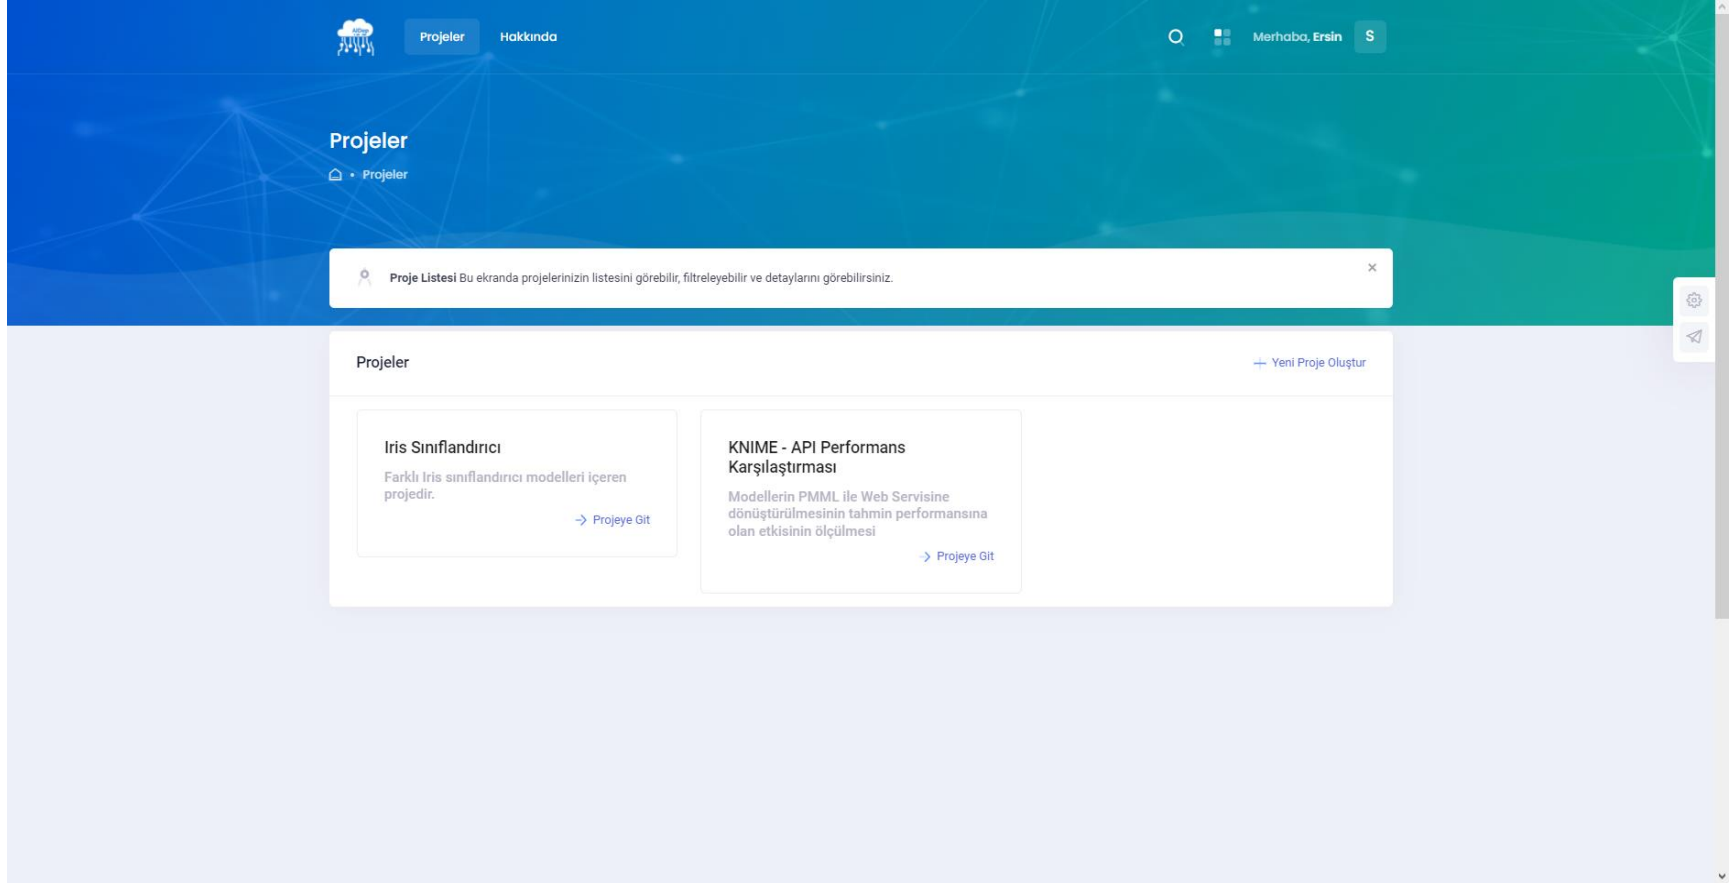 Projeler
Hakkında
Merhaba, Ersin
S
Projeler
• Projeler
Proje Listesi Bu ekranda projelerinizin listesini görebilir, filtreleyebilir ve detaylarını görebilirsiniz.
Projeler
Yeni Proje Oluştur
Iris Sınıflandırıcı
Farklı Iris sınıflandırıcı modelleri içeren
projedir.
Projeye Git
KNIME - API Performans
Karşılaştırması
Modellerin PMML ile Web Servisine
dönüştürülmesinin tahmin performansına
olan etkisinin ölçülmesi
Projeye Git